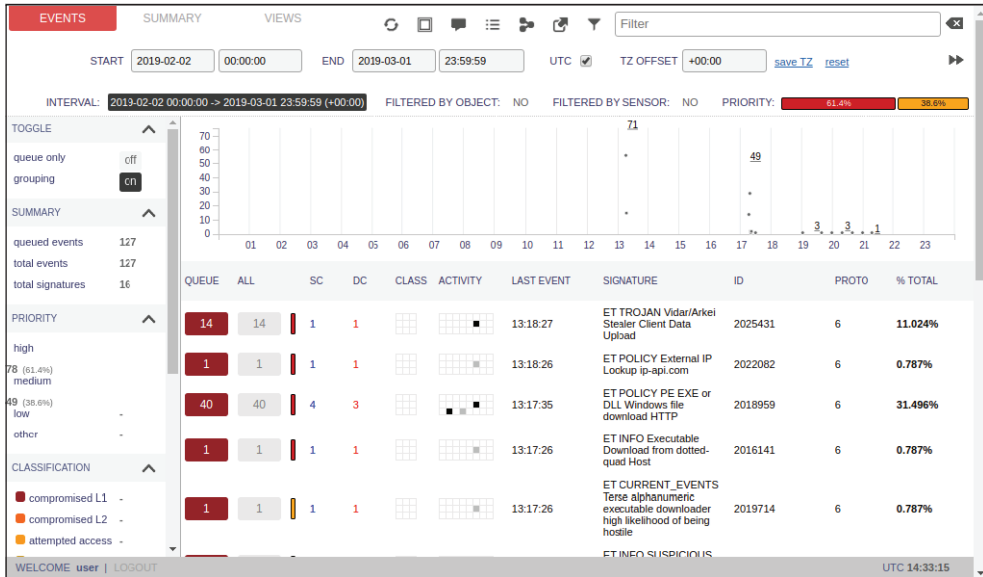 EVENTS SUMMARY VIEWS Filter
START 2019-02-02 00:00:00 END 2019-03-01 23:59:59 UTC TZ OFFSET +00:00 save TZ reset
INTERVAL: 2019-02-02 00:00:00 -> 2019-03-01 23:59:59 (+00:00) FILTERED BY OBJECT: NO FILTERED BY SENSOR: NO PRIORITY: 61.4% 38.6%
TOGGLE
queue only off
grouping on
SUMMARY
queued events 127
total events 127
total signatures 16
PRIORITY
high
78 (61.4%)
medium
49 (38.6%)
low -
other -
CLASSIFICATION
compromised L1 -
compromised L2 -
attempted access -
71
70
60
50
40
30
20
10
0
49
3
3
1
01 02 03 04 05 06 07 08 09 10 11 12 13 14 15 16 17 18 19 20 21 22 23
QUEUE ALL SC DC CLASS ACTIVITY LAST EVENT SIGNATURE ID PROTO % TOTAL
14 14 1 1 13:18:27 ET TROJAN Vidar/Arkei
Stealer Client Data
Upload
2025431 6 11.024%
1 1 1 1 13:18:26 ET POLICY External IP
Lookup ip-api.com
2022082 6 0.787%
40 40 4 3 13:17:35 ET POLICY PE EXE or
DLL Windows file
download HTTP
2018959 6 31.496%
1 1 1 1 13:17:26 ET INFO Executable
Download from dotted-
quad Host
2016141 6 0.787%
1 1 1 1 13:17:26 ET CURRENT_EVENTS
Terse alphanumeric
executable downloader
high likelihood of being
hostile
2019714 6 0.787%
ET INFO SUSPICIOUS
WELCOME user | LOGOUT UTC 14:33:15